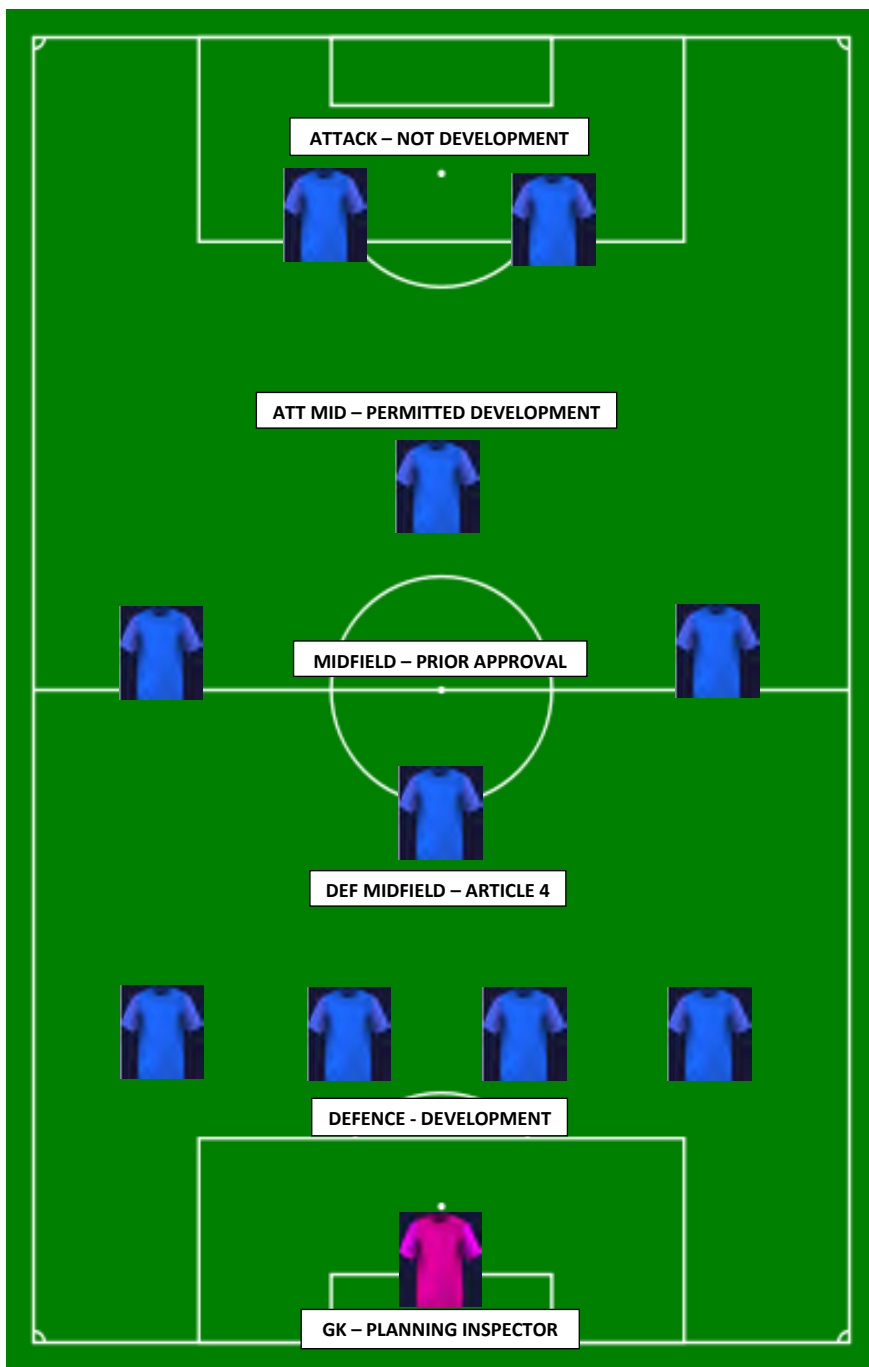 ATTACK – NOT DEVELOPMENT
ATT MID – PERMITTED DEVELOPMENT
MIDFIELD – PRIOR APPROVAL
DEF MIDFIELD – ARTICLE 4
DEFENCE - DEVELOPMENT
GK – PLANNING INSPECTOR